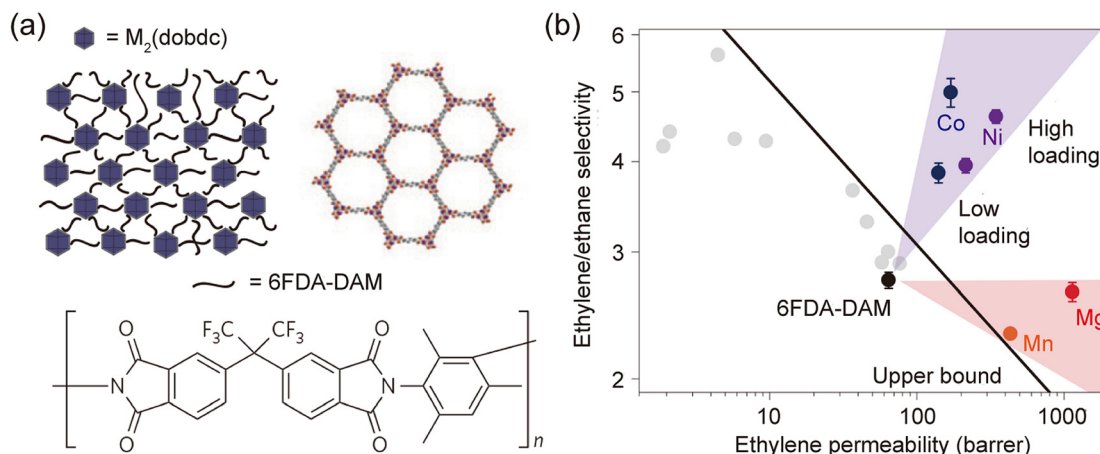 (a)
= M₂(dobdc)
= 6FDA-DAM
O
O
F₃C
CF₃
N
N
O
O
n
(b)
Ethylene/ethane selectivity
6
5
4
3
2
Co
Ni
High
loading
Low
loading
6FDA-DAM
Mg
Mn
Upper bound
10
100
1000
Ethylene permeability (barrer)